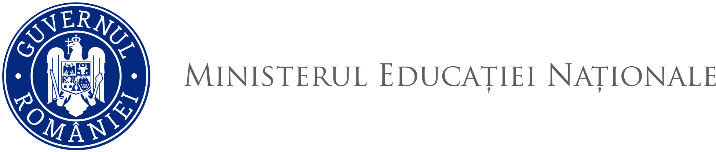 GUVERNUL
ROMÂNIEI
MINISTERUL EDUCAȚIEI NAȚIONALE